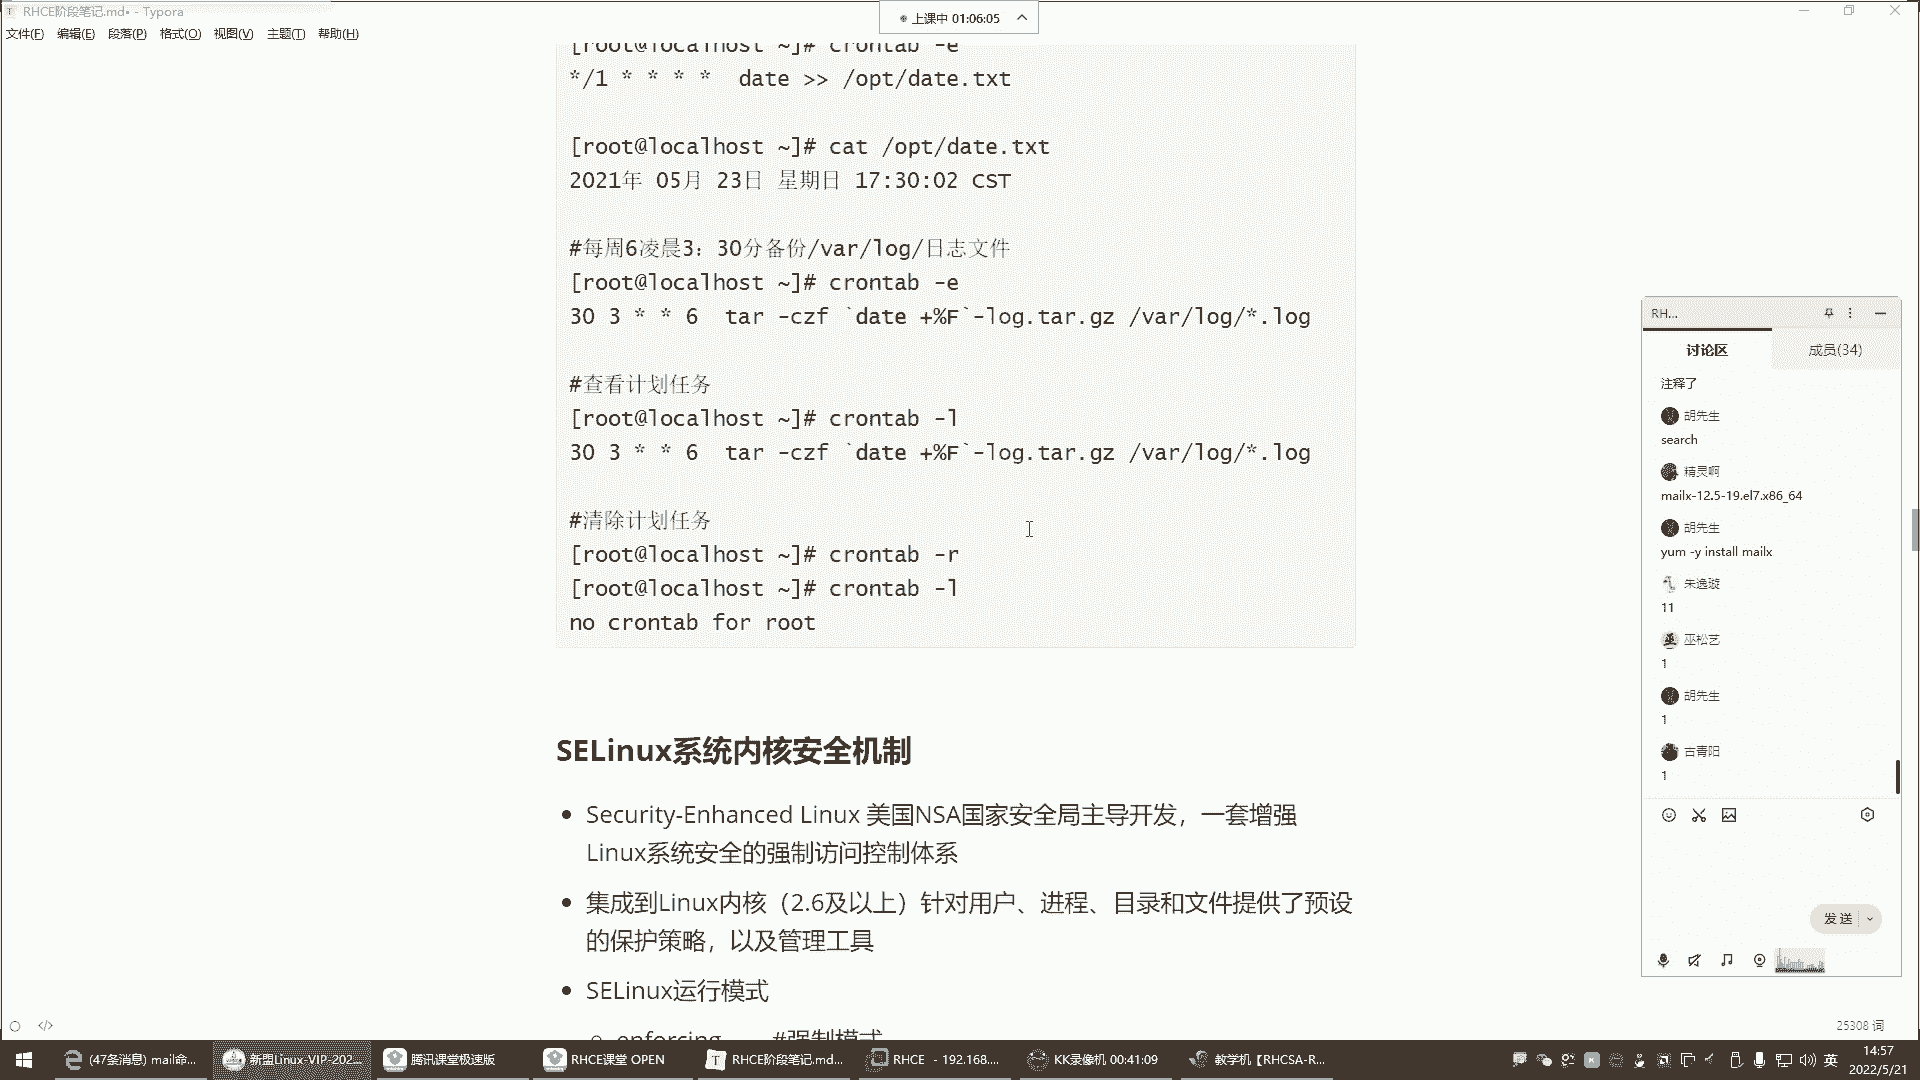 RHCE阶段笔记.md• - Typora
上课中 01:06:05
文件(F) 编辑(E) 段落(P) 格式(O) 视图(V) 主题(T) 帮助(H)
[root@localhost ~]# crontab -e
*/1 * * * *  date >> /opt/date.txt
[root@localhost ~]# cat /opt/date.txt
2021年 05月 23日 星期日 17:30:02 CST
#每周6凌晨3：30分备份/var/log/日志文件
[root@localhost ~]# crontab -e
30 3 * * 6  tar -czf `date +%F`-log.tar.gz /var/log/*.log
#查看计划任务
[root@localhost ~]# crontab -l
30 3 * * 6  tar -czf `date +%F`-log.tar.gz /var/log/*.log
#清除计划任务
[root@localhost ~]# crontab -r
[root@localhost ~]# crontab -l
no crontab for root
SELinux系统内核安全机制
Security-Enhanced Linux 美国NSA国家安全局主导开发，一套增强
Linux系统安全的强制访问控制体系
集成到Linux内核（2.6及以上）针对用户、进程、目录和文件提供了预设
的保护策略，以及管理工具
SELinux运行模式
enforcing #强制模式
RH...
讨论区 成员(34)
注释了
胡先生
search
精灵啊
mailx-12.5-19.el7.x86_64
胡先生
yum -y install mailx
朱逸璇
11
巫松艺
1
胡先生
1
古青阳
1
发送
25308 词
(47条消息) mail命...
新盟Linux-VIP-202...
腾讯课堂极速版
RHCE课堂 OPEN
RHCE阶段笔记.md...
RHCE - 192.168....
KK录像机 00:41:09
教学机【RHCSA-R...
英
14:57
2022/5/21